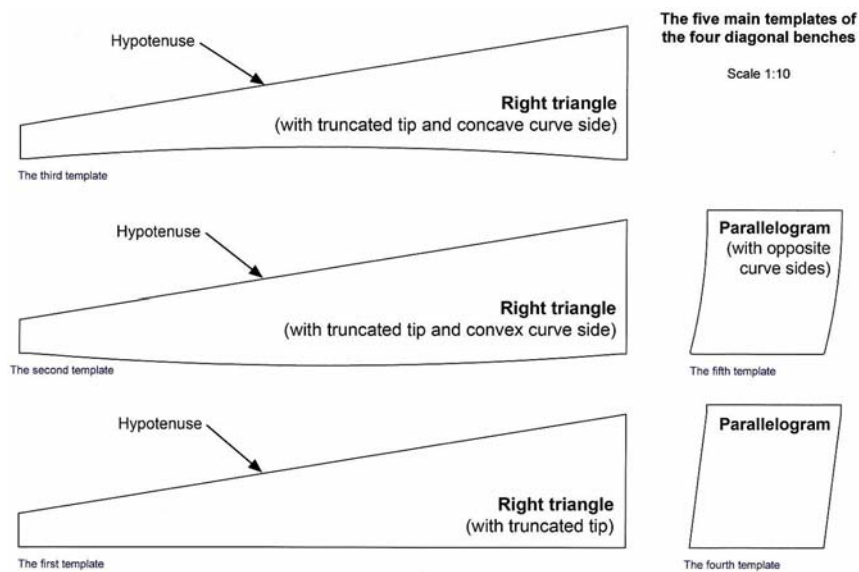 The five main templates of
the four diagonal benches
Scale 1:10
Hypotenuse
Right triangle
(with truncated tip and concave curve side)
The third template
Hypotenuse
Right triangle
(with truncated tip and convex curve side)
The second template
Parallelogram
(with opposite
curve sides)
The fifth template
Hypotenuse
Right triangle
(with truncated tip)
The first template
Parallelogram
The fourth template